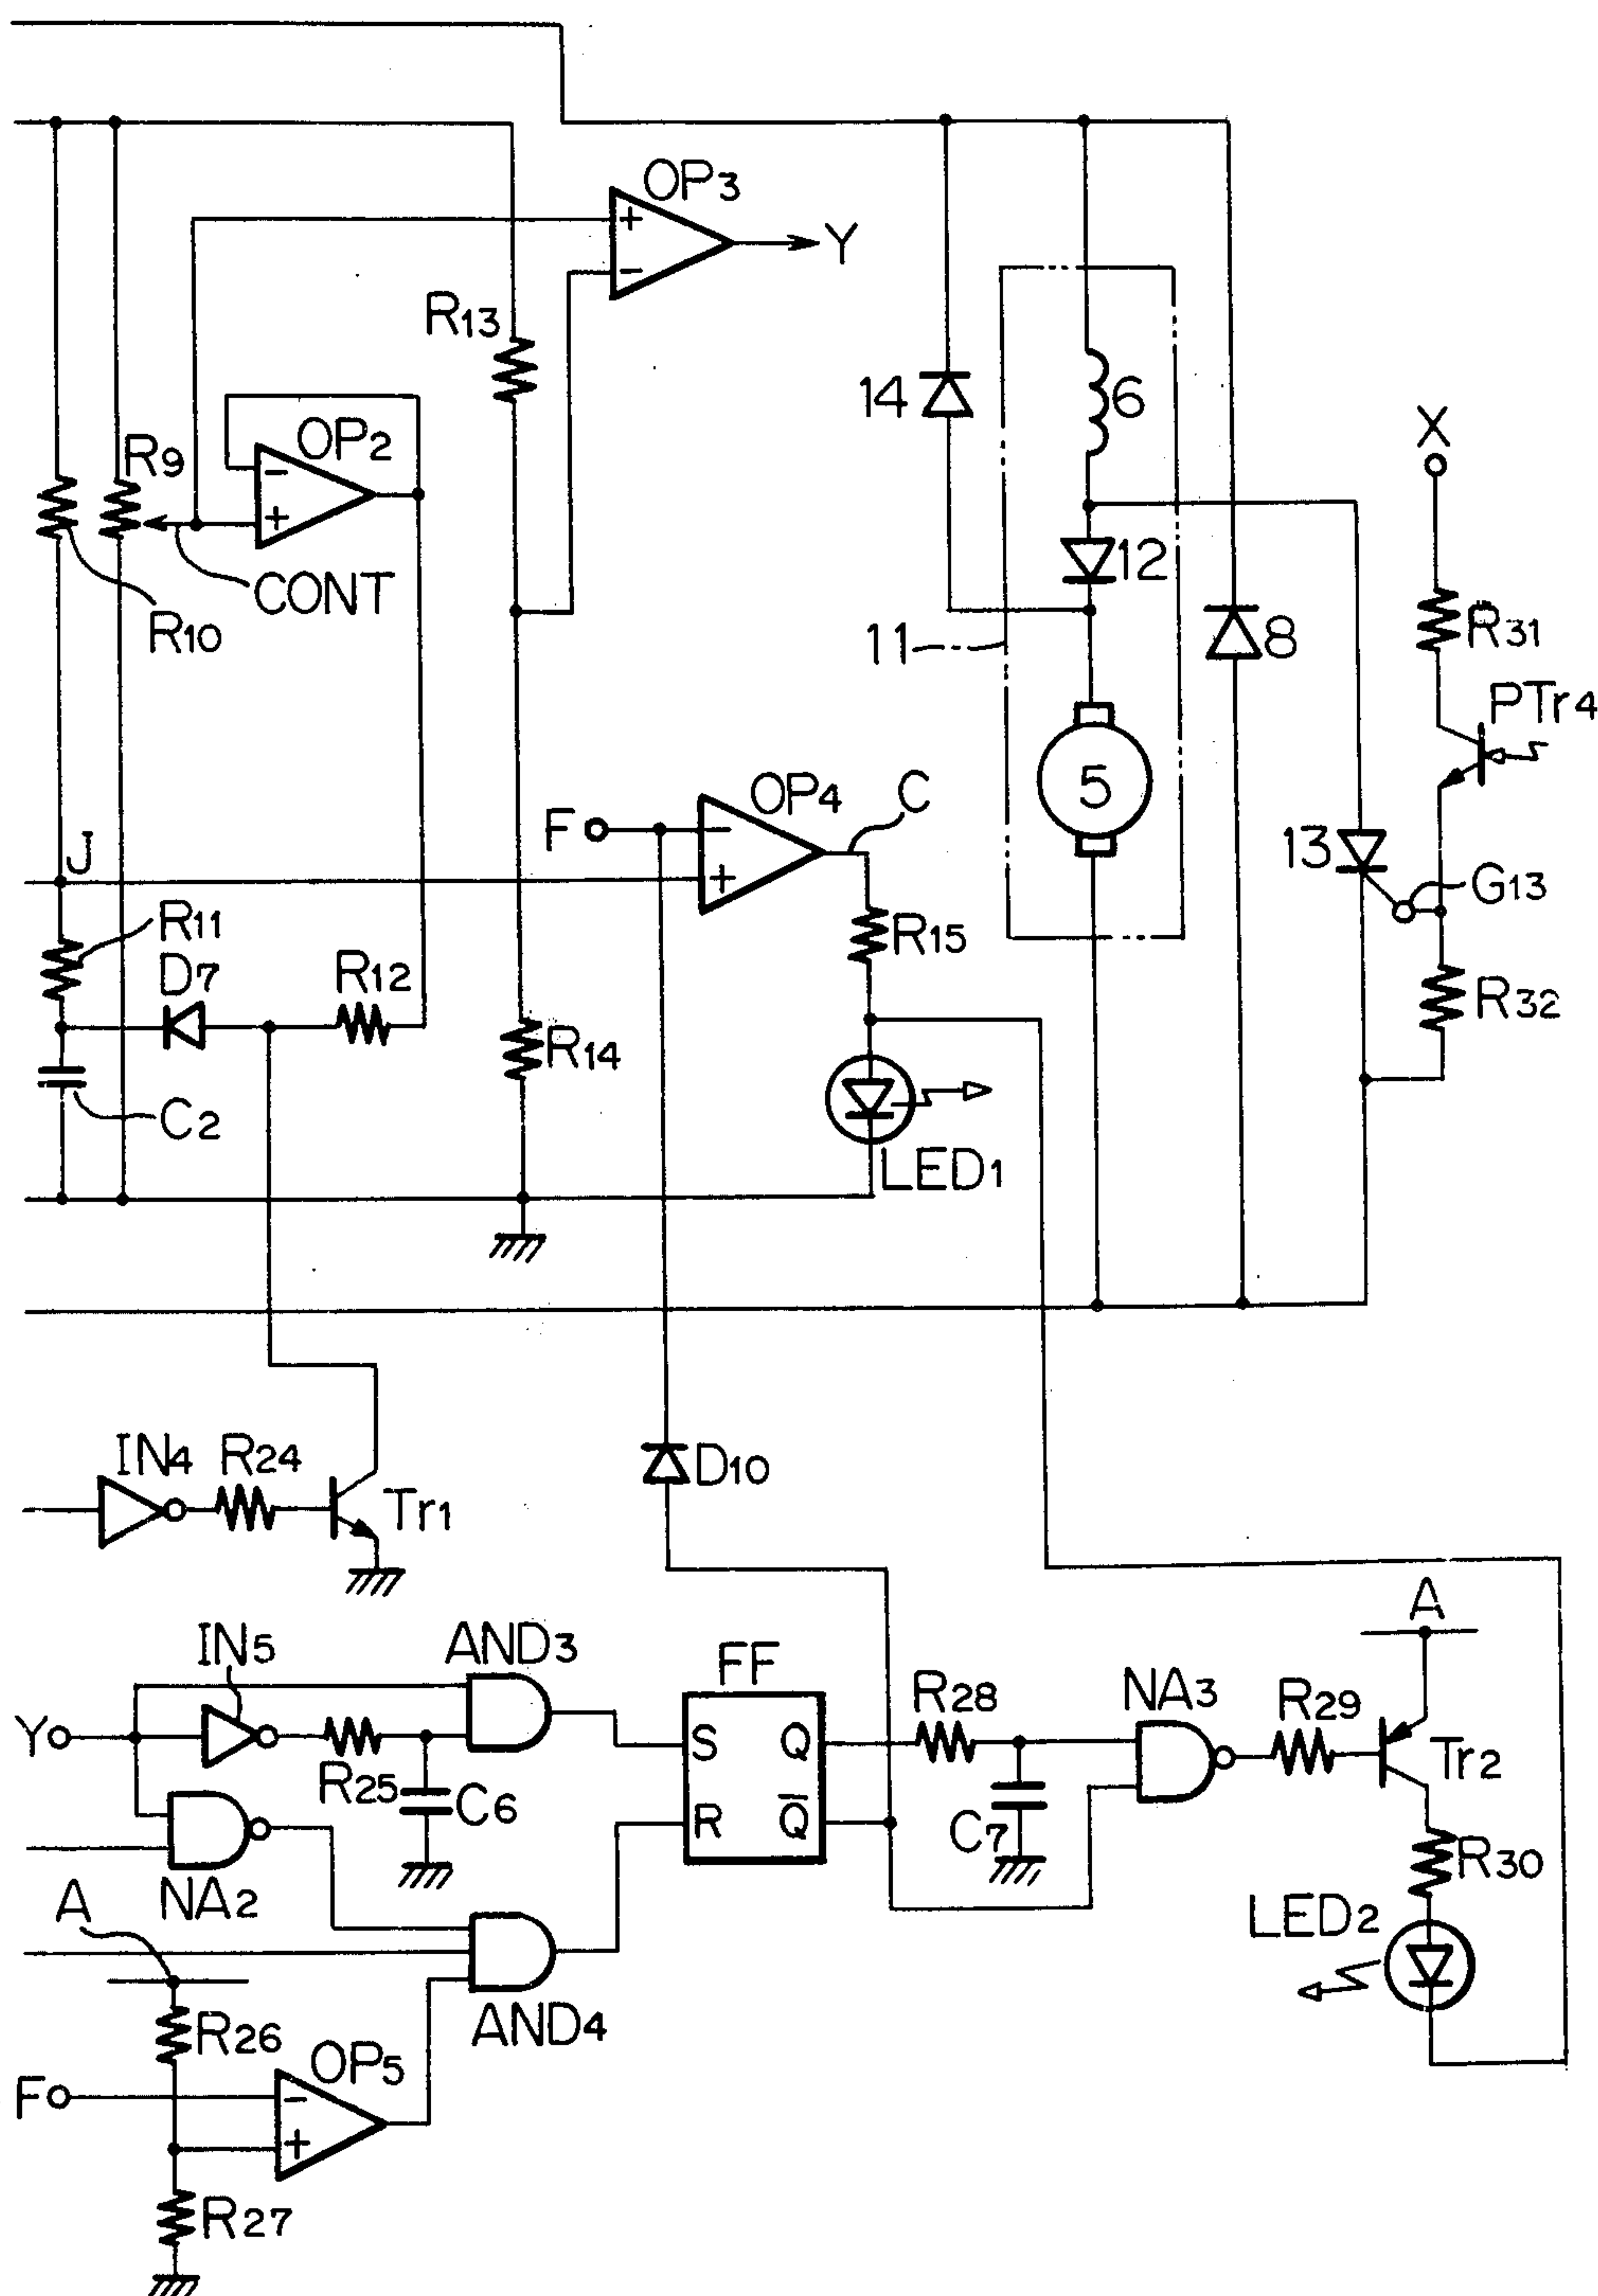 OP3
+
Y
−
R13
14
6
OP2
R9
−
+
X
CONT
12
R10
11
8
R31
PTr4
5
OP4
C
F
−
J
+
13
G13
R11
R15
D7
R12
R32
R14
C2
LED1
IN4
R24
D10
Tr1
A
IN5
AND3
FF
R28
NA3
R29
Y
S
Q
Tr2
R25
C6
R
Q̅
C7
R30
NA2
A
LED2
AND4
R26
OP5
F
−
+
R27